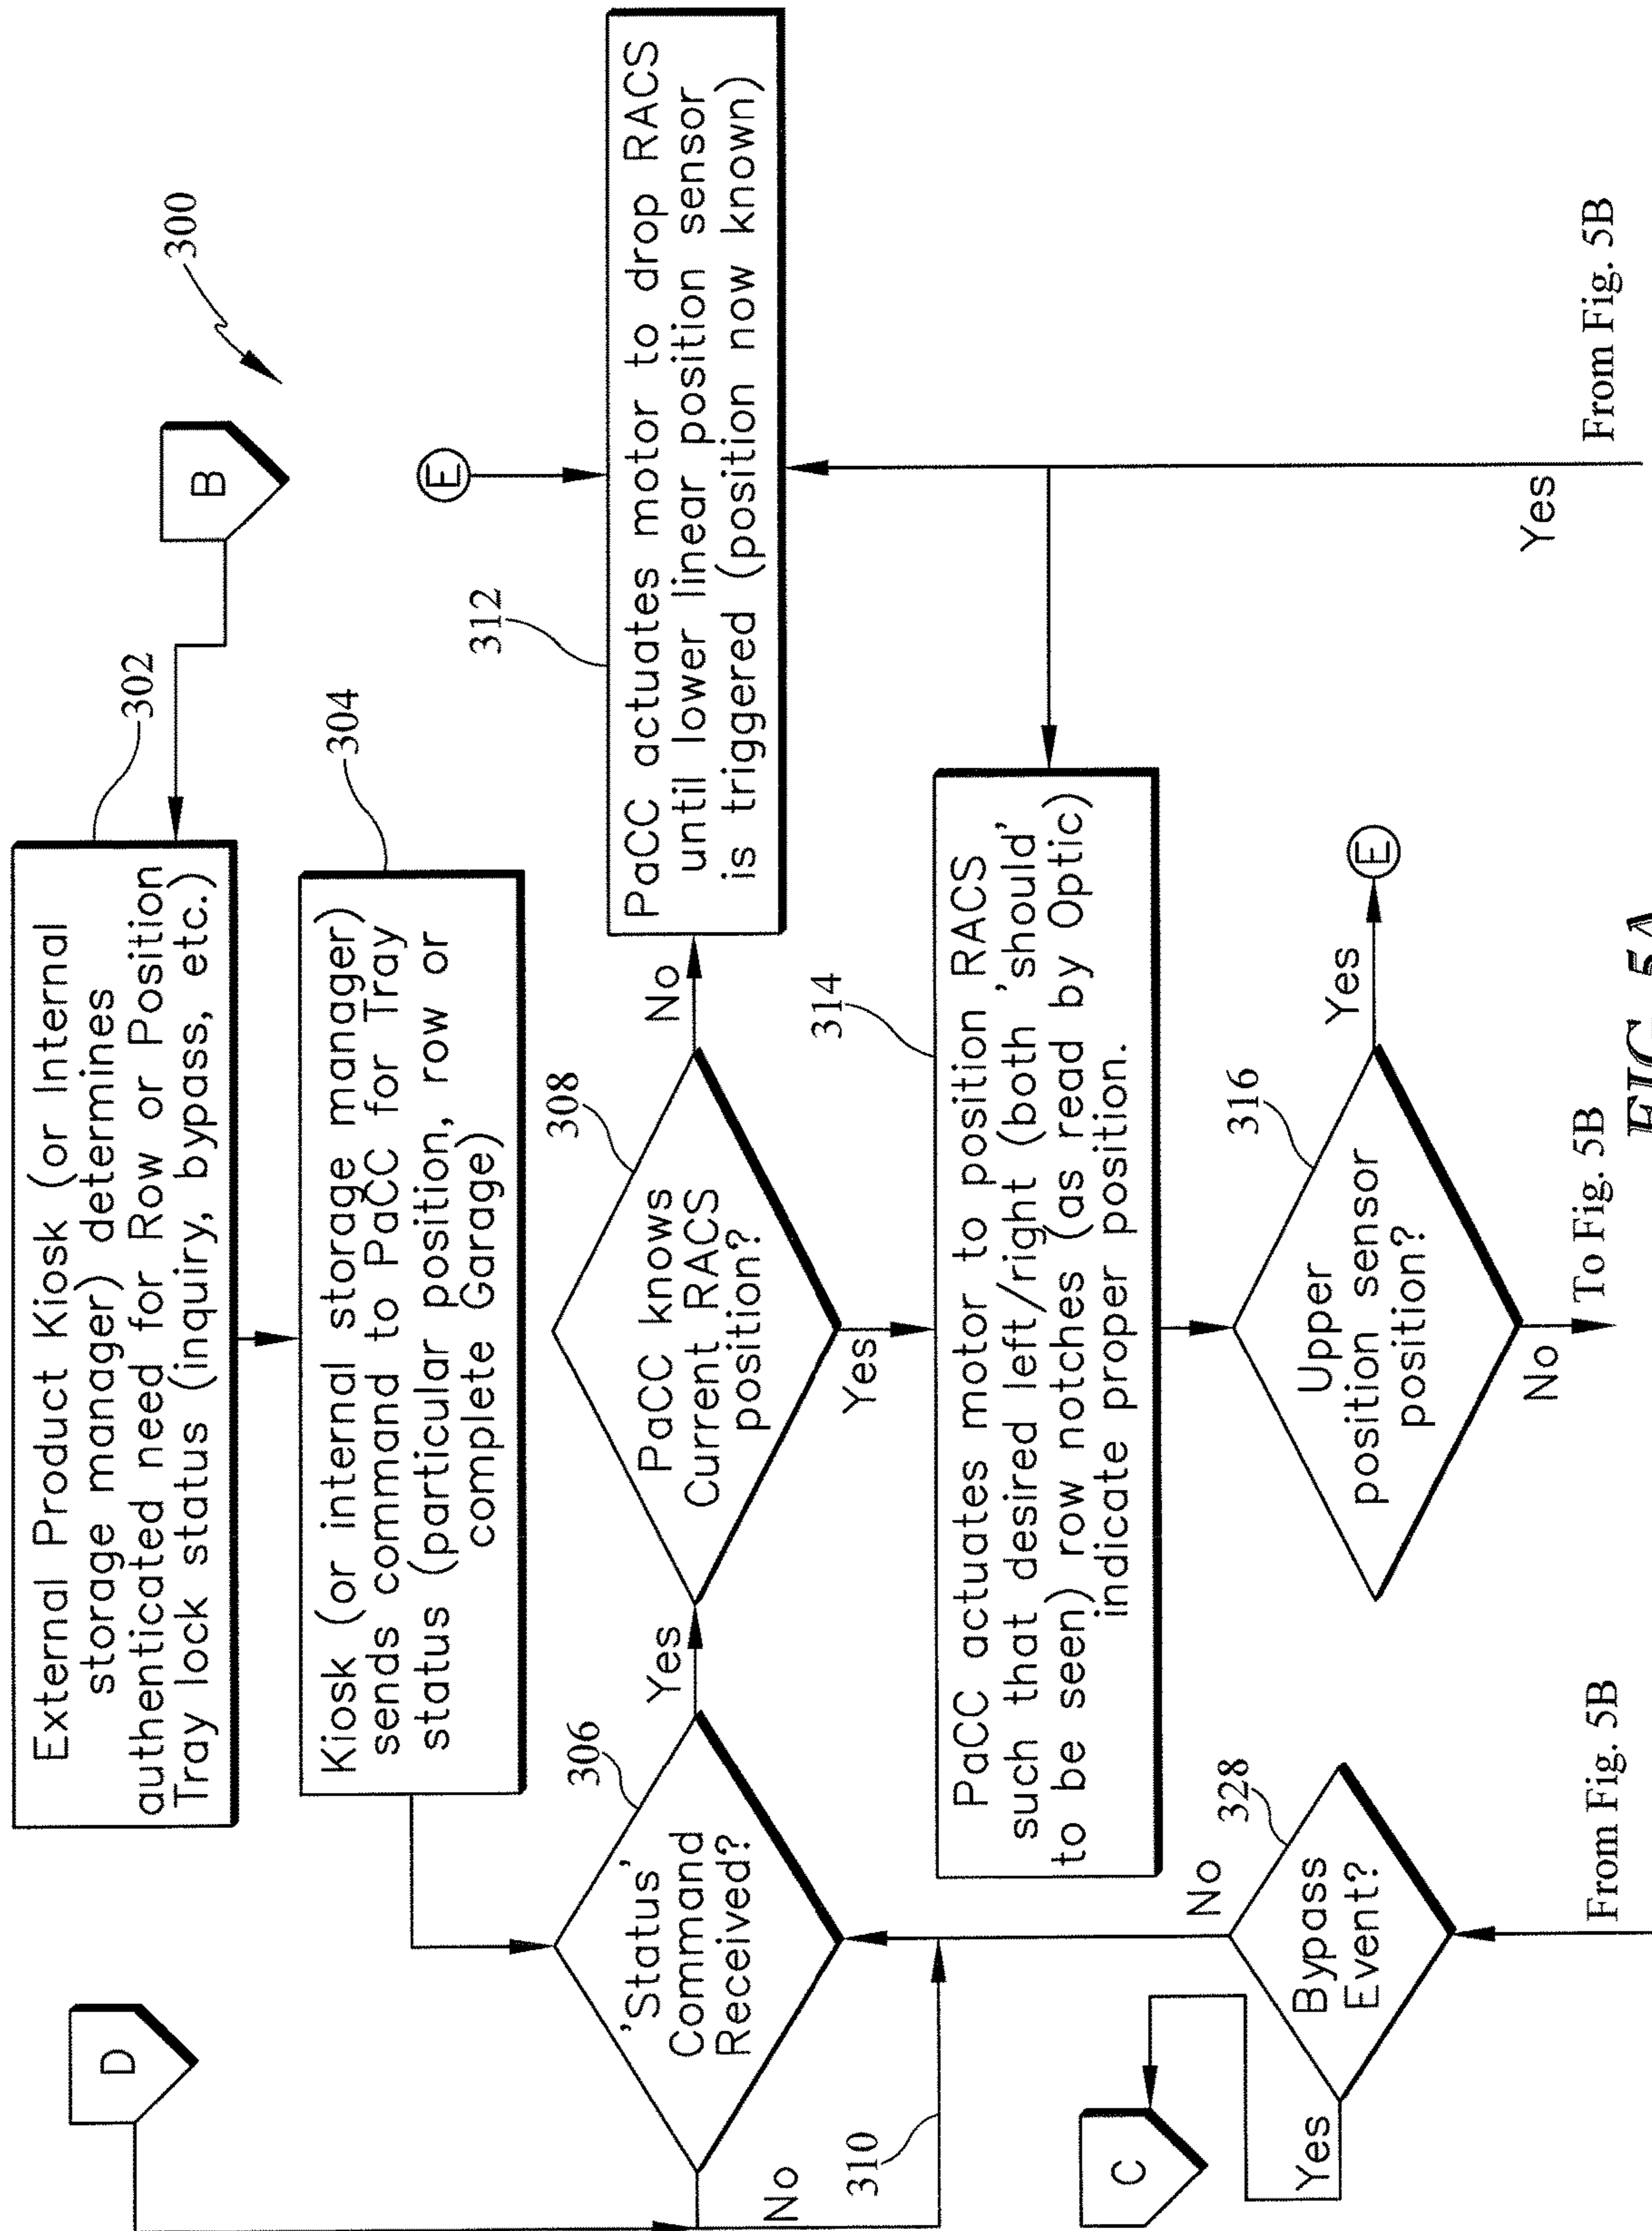 300
B
302
External Product Kiosk (or Internal
storage manager) determines
authenticated need for Row or Position
Tray lock status (inquiry, bypass, etc.)
304
Kiosk (or internal storage manager)
sends command to PaCC for Tray
status (particular position, row or
complete Garage)
D
306
'Status'
Command
Received?
Yes
No
310
308
PaCC knows
Current RACS
position?
No
Yes
E
312
PaCC actuates motor to drop RACS
until lower linear position sensor
is triggered (position now known)
314
PaCC actuates motor to position RACS
such that desired left/right (both 'should'
to be seen) row notches (as read by Optic)
indicate proper position.
316
Upper
position sensor
position?
Yes
E
No
To Fig. 5B
C
Yes
328
Bypass
Event?
No
From Fig. 5B
Yes
From Fig. 5B
FIG. 5A